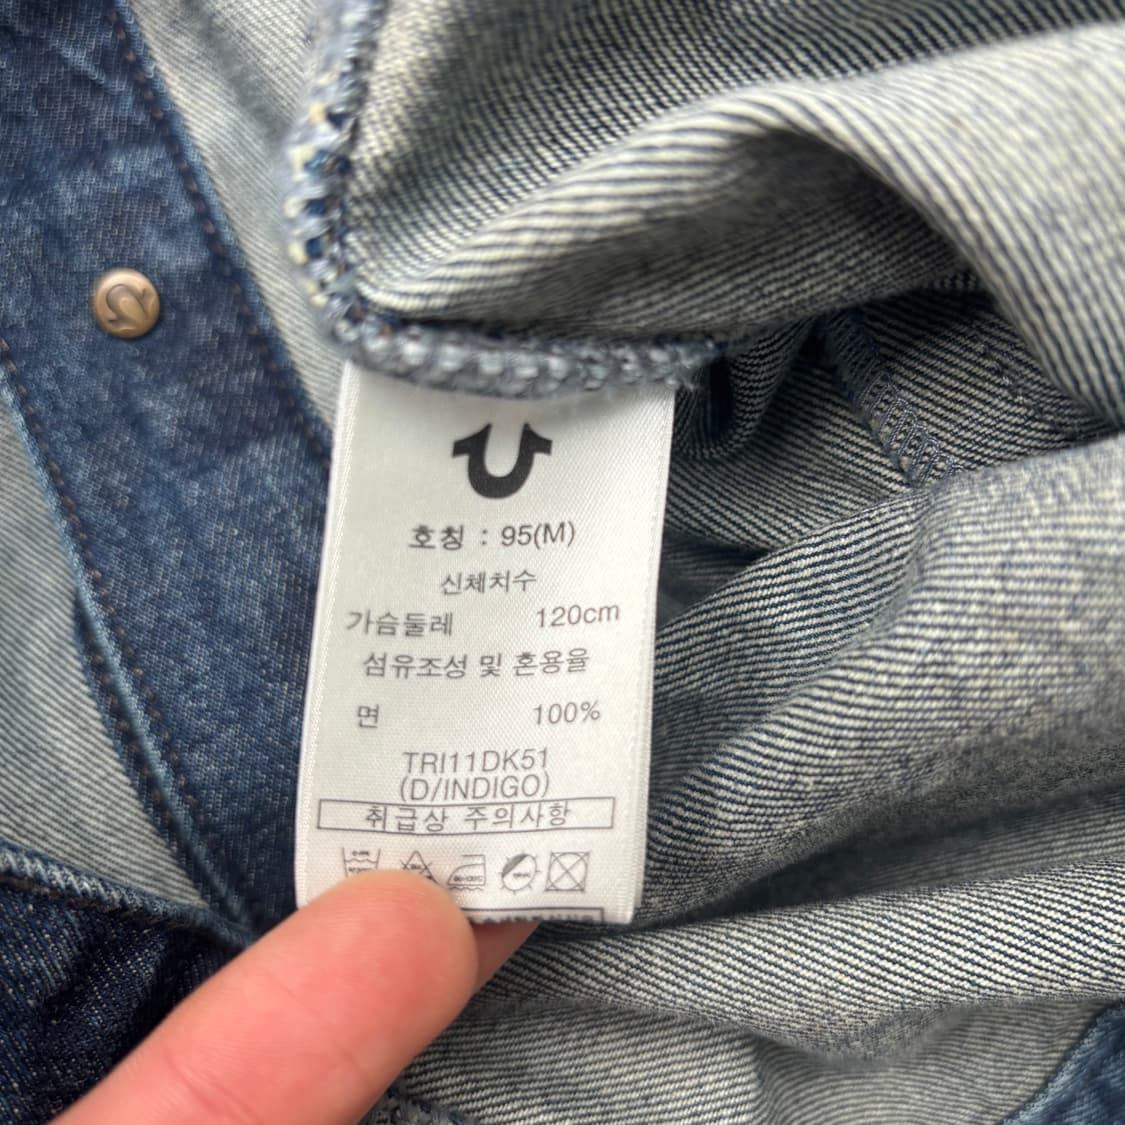 호칭 : 95(M)
신체치수
가슴둘레 120cm
섬유조성 및 혼용율
면 100%
TRI11DK51
(D/INDIGO)
취급상 주의사항